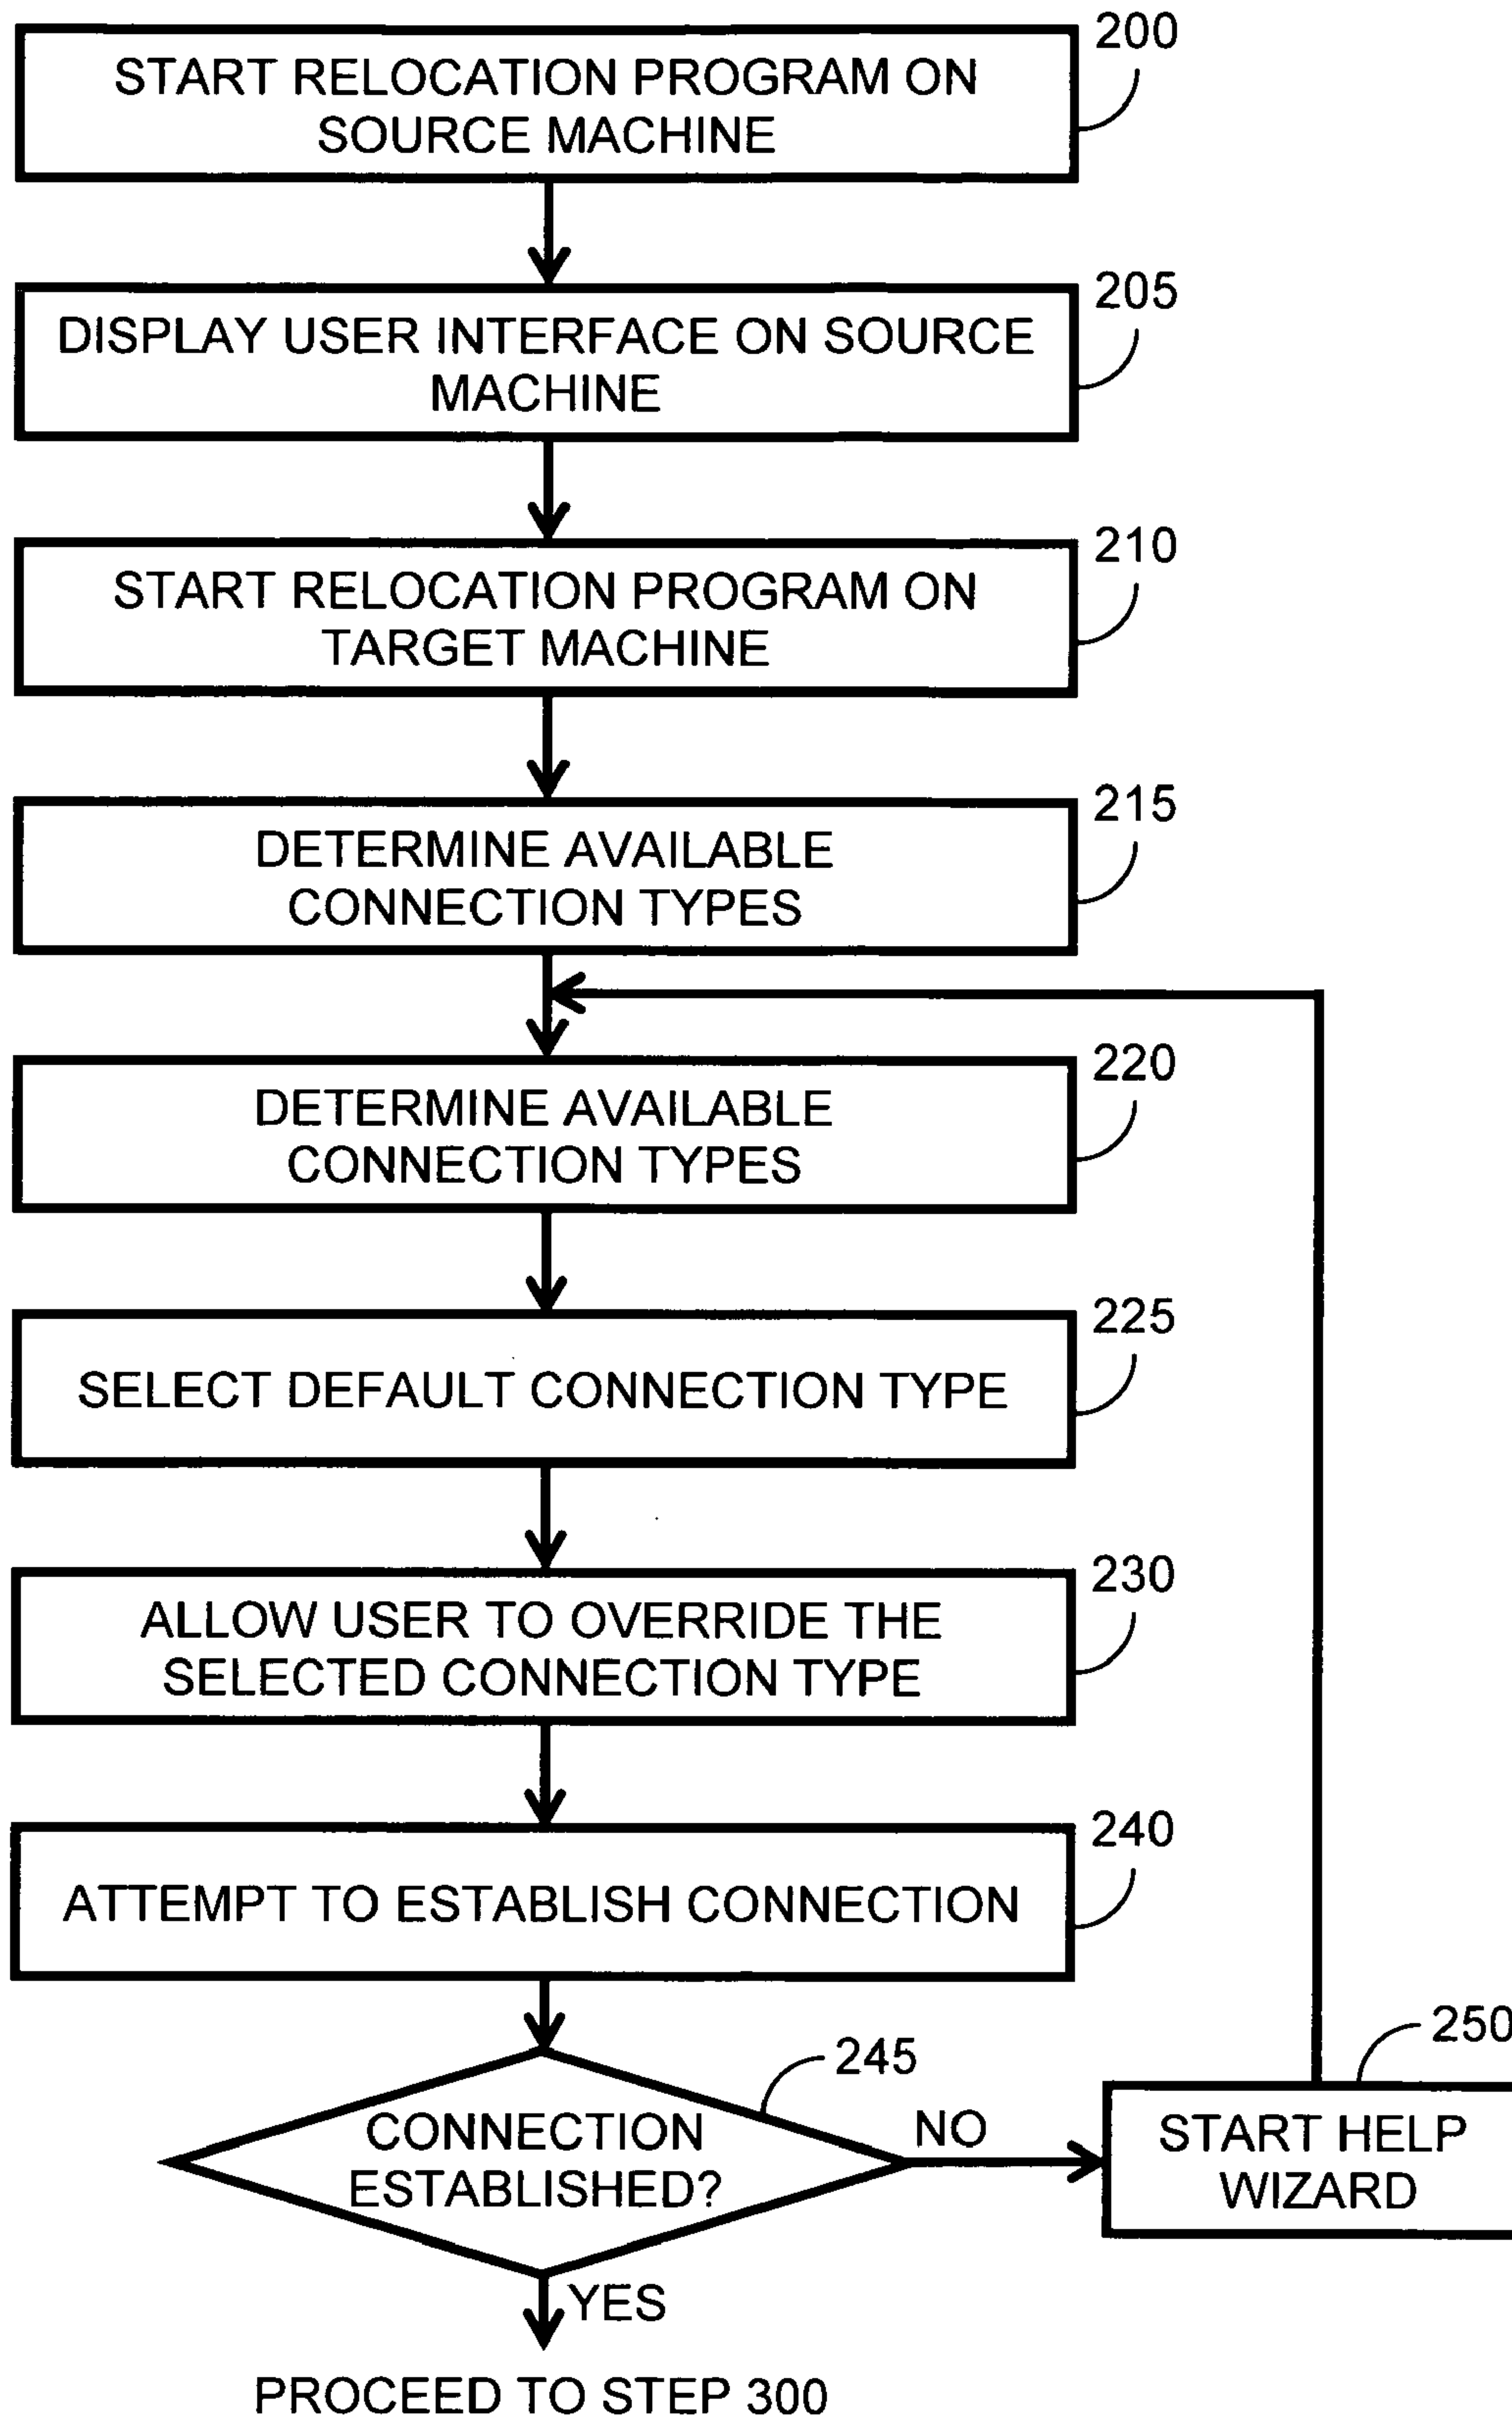 200
START RELOCATION PROGRAM ON
SOURCE MACHINE
205
DISPLAY USER INTERFACE ON SOURCE
MACHINE
210
START RELOCATION PROGRAM ON
TARGET MACHINE
215
DETERMINE AVAILABLE
CONNECTION TYPES
220
DETERMINE AVAILABLE
CONNECTION TYPES
225
SELECT DEFAULT CONNECTION TYPE
230
ALLOW USER TO OVERRIDE THE
SELECTED CONNECTION TYPE
240
ATTEMPT TO ESTABLISH CONNECTION
245
CONNECTION
ESTABLISHED?
NO
250
START HELP
WIZARD
YES
PROCEED TO STEP 300